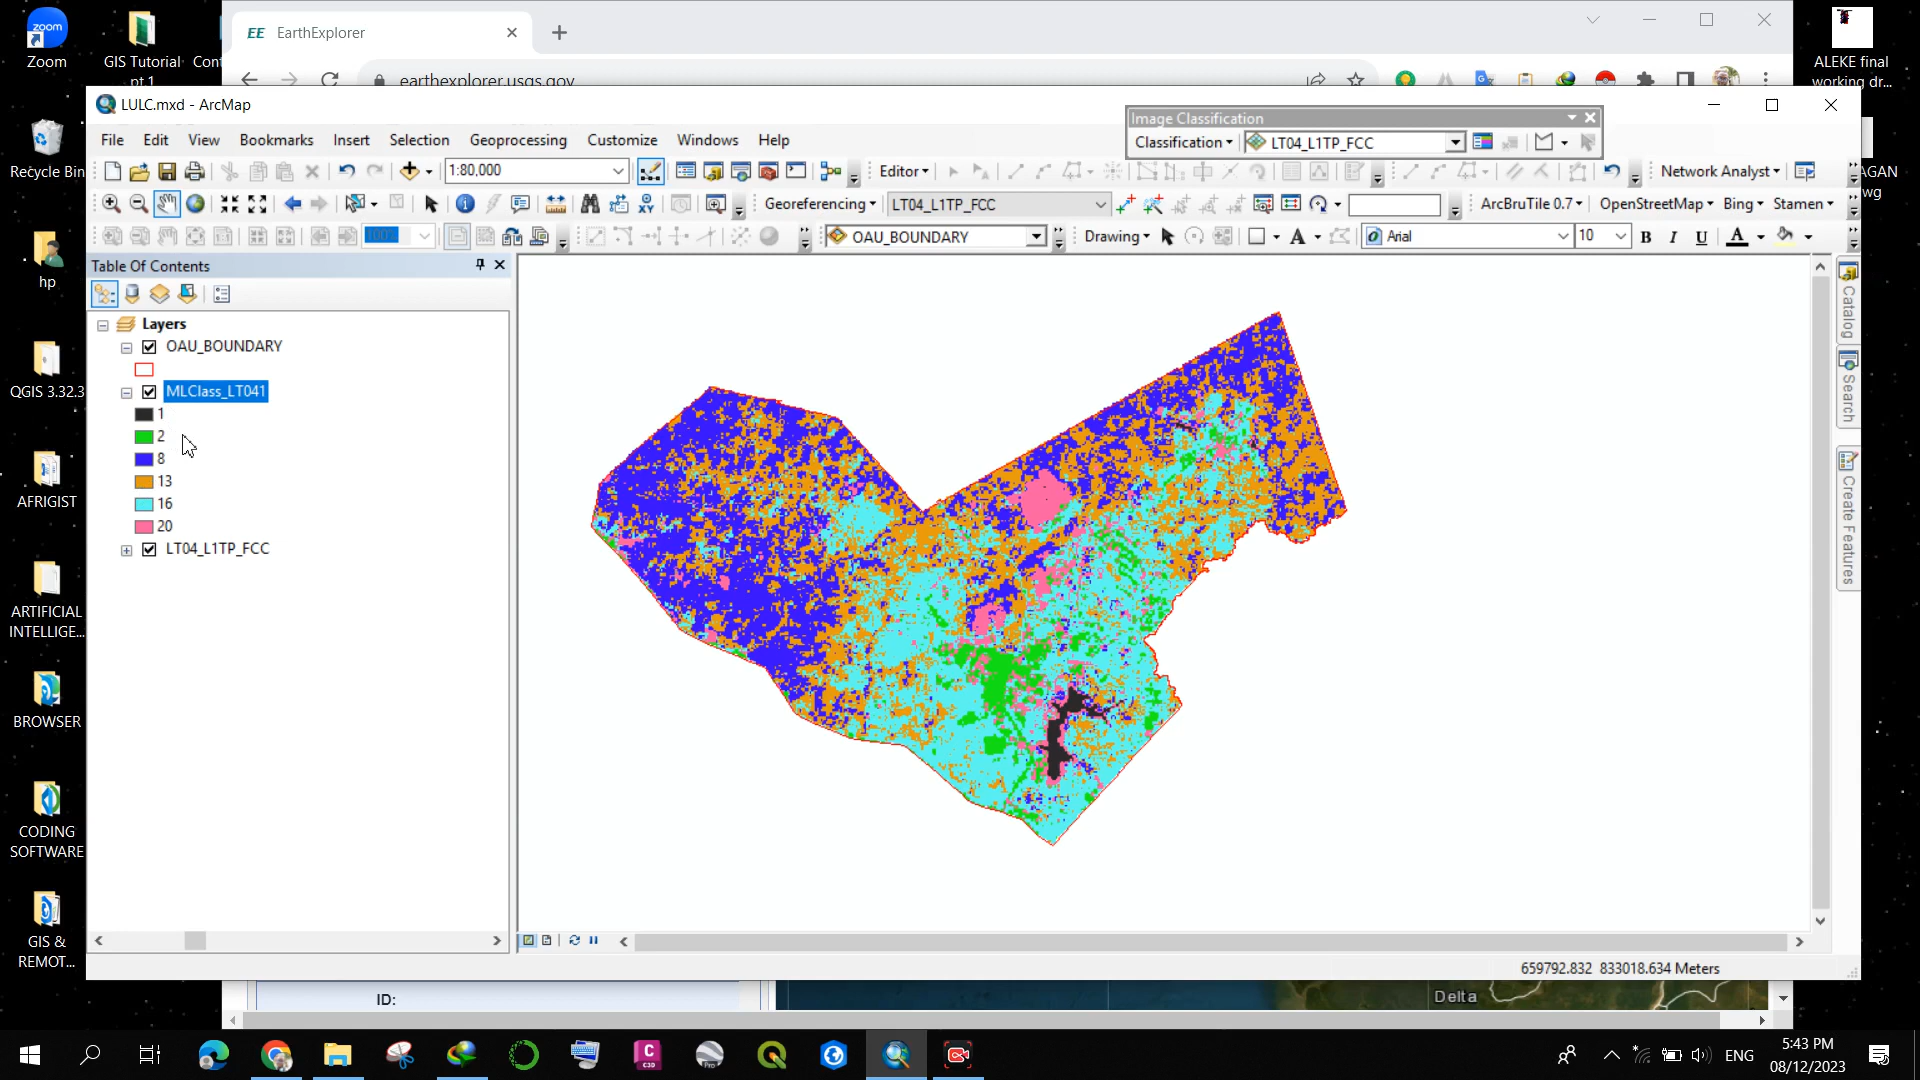 zoom
Zoom
GIS Tutorial
pt 1
Cont
EE EarthExplorer
earthexplorer.usgs.gov
ALEKE final
working dr...
LULC.mxd - ArcMap
Image Classification
File Edit View Bookmarks Insert Selection Geoprocessing Customize Windows Help
Classification LT04_L1TP_FCC
Recycle Bin
1:80,000
Editor
Network Analyst
AGAN
wg
Georeferencing LT04_L1TP_FCC
ArcBruTile 0.7 OpenStreetMap Bing Stamen
100%
OAU_BOUNDARY
Drawing
Arial
10
B I U A
Table Of Contents
hp
Layers
OAU_BOUNDARY
MLClass_LT041
1
2
8
13
16
20
LT04_L1TP_FCC
Catalog
Search
Create Features
QGIS 3.32.3
AFRIGIST
ARTIFICIAL
INTELLIGE...
BROWSER
CODING
SOFTWARE
GIS &
REMOT...
659792.832 833018.634 Meters
ID:
Delta
ENG
5:43 PM
08/12/2023